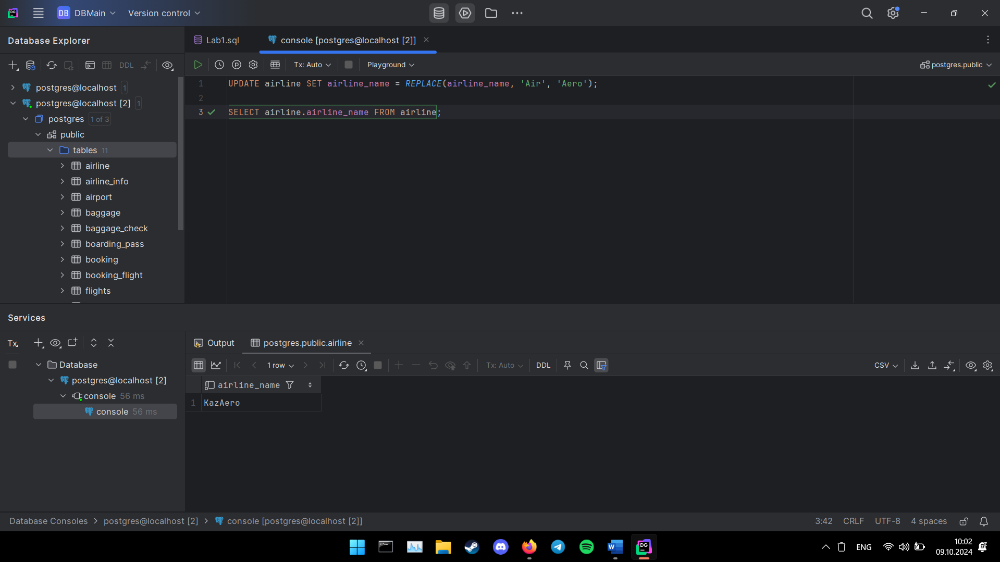 DB DBMain Version control
Database Explorer
Lab1.sql console [postgres@localhost [2]]
DDL
Tx: Auto Playground postgres.public
postgres@localhost 1
postgres@localhost [2] 1
postgres 1 of 3
public
tables 11
airline
airline_info
airport
baggage
baggage_check
boarding_pass
booking
booking_flight
flights
1 UPDATE airline SET airline_name = REPLACE(airline_name, 'Air', 'Aero');
2
3 SELECT airline.airline_name FROM airline;
Services
Tx
Database
postgres@localhost [2]
console 56 ms
console 56 ms
Output postgres.public.airline
1 row Tx: Auto DDL CSV
airline_name
1 KazAero
Database Consoles > postgres@localhost [2] > console [postgres@localhost [2]]
3:42 CRLF UTF-8 4 spaces
DG
ENG
10:02
09.10.2024